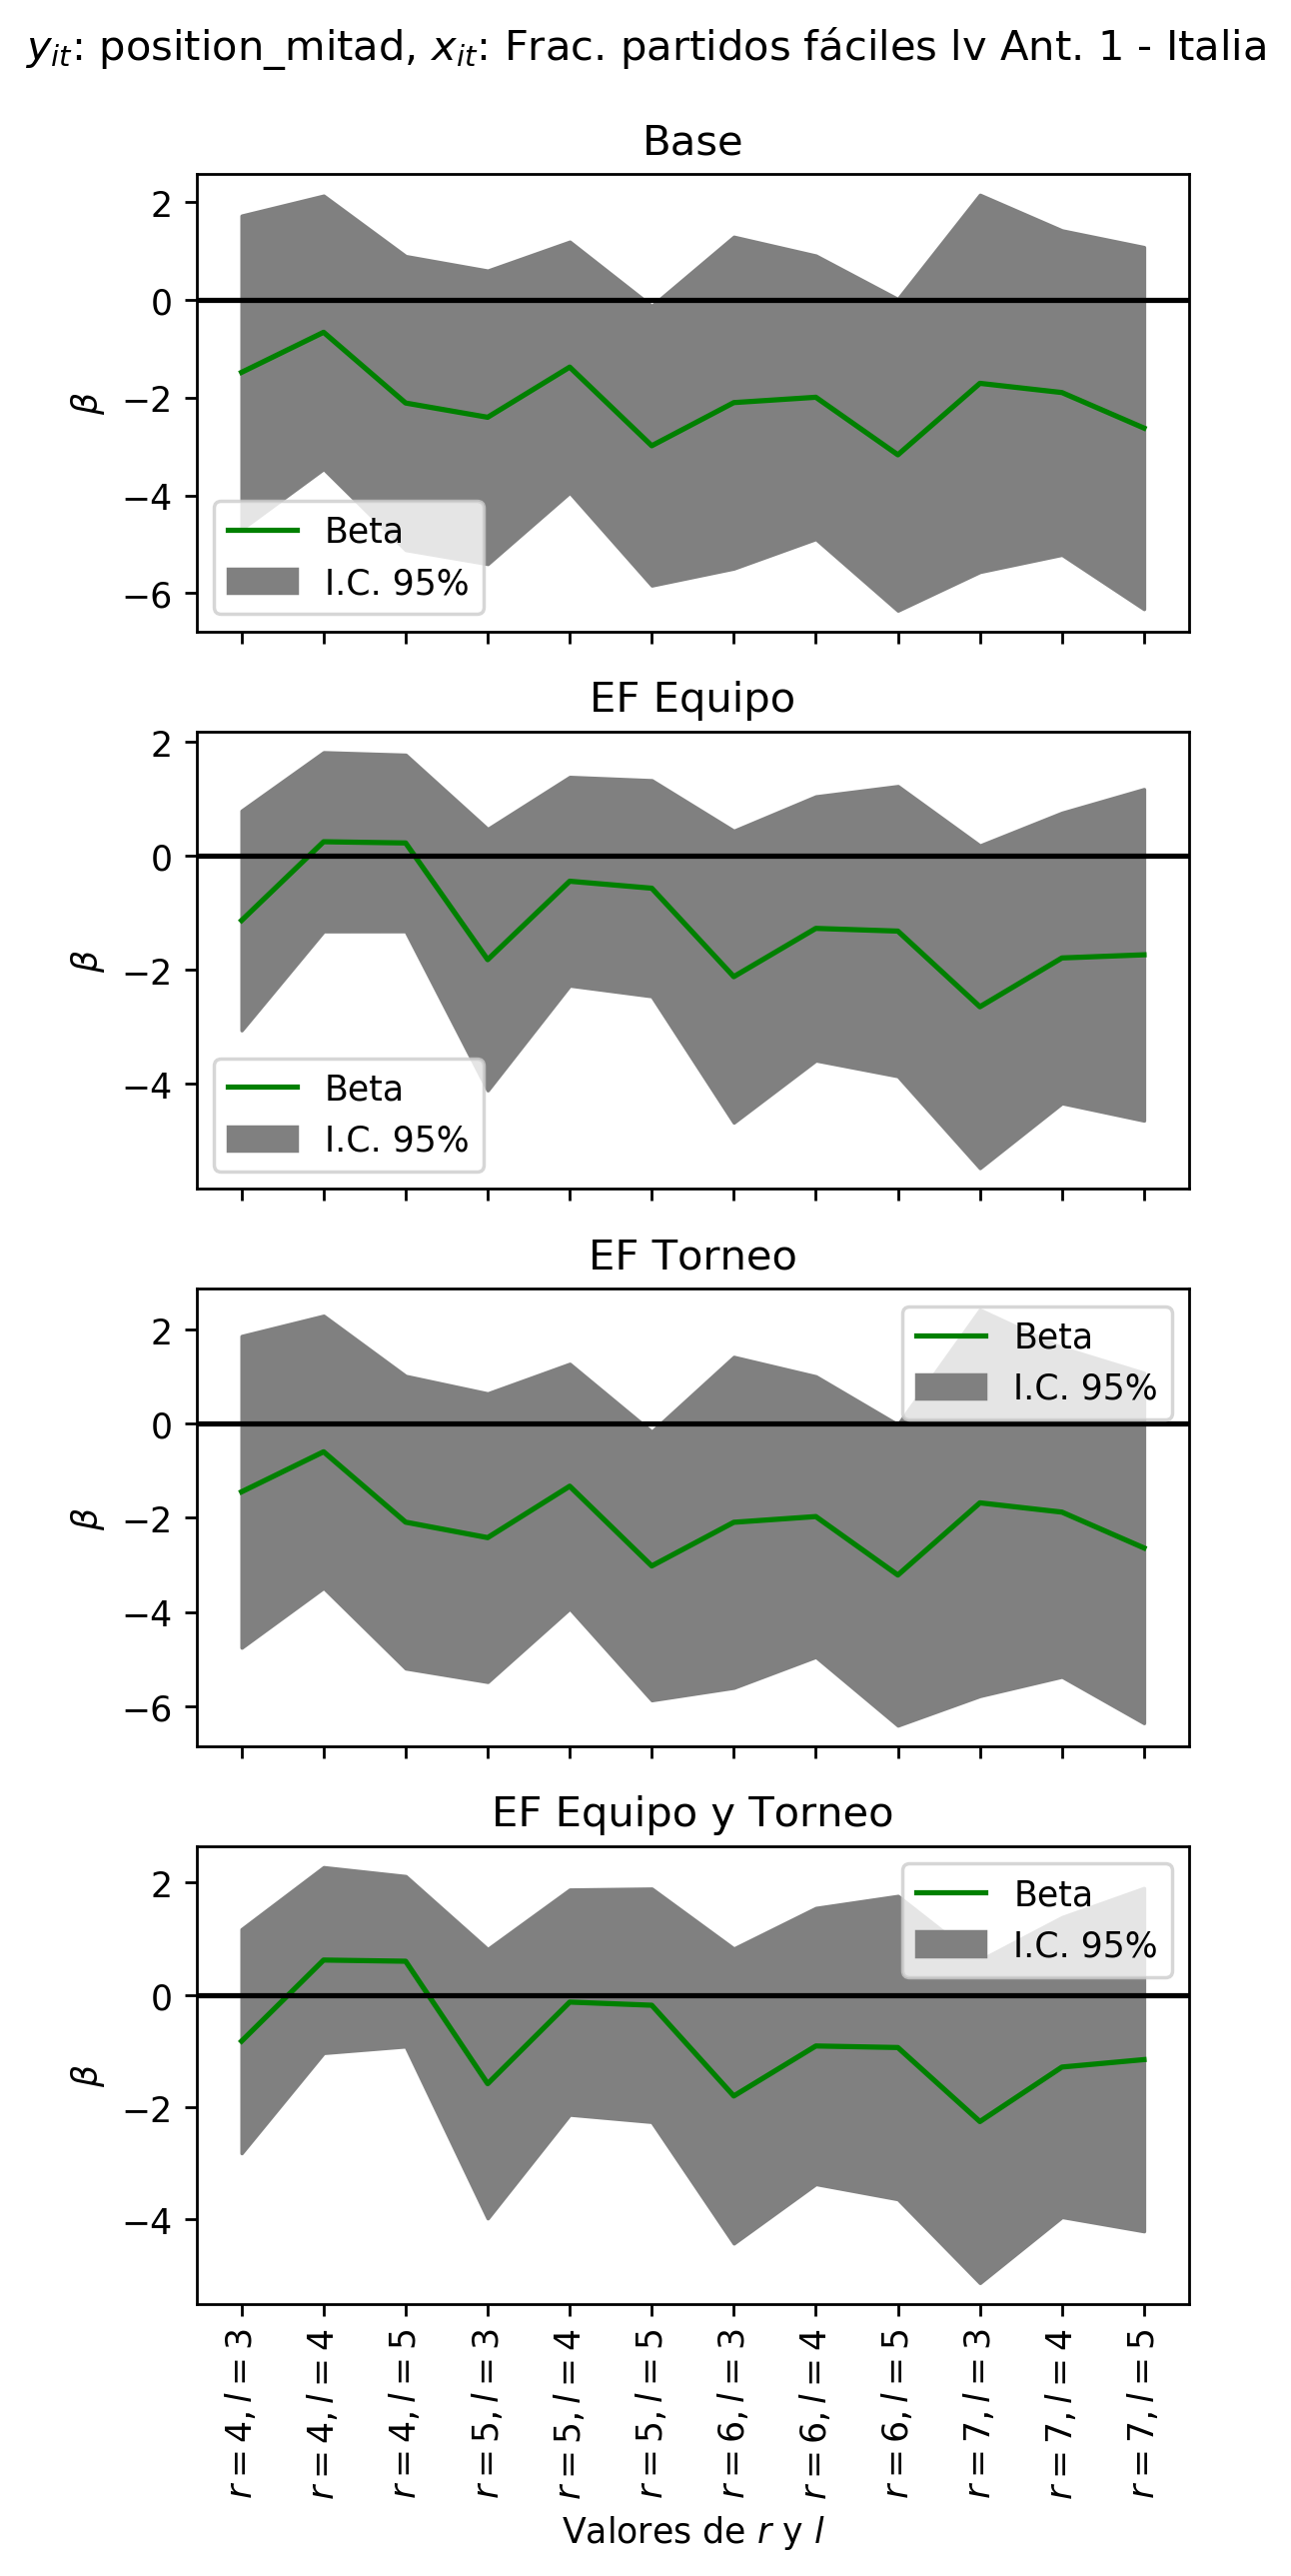 y_it: position_mitad, x_it: Frac. partidos fáciles lv Ant. 1 - Italia
Base
2
0
−2
−4
−6
β
Beta
I.C. 95%
EF Equipo
2
0
−2
−4
β
Beta
I.C. 95%
EF Torneo
2
0
−2
−4
−6
β
Beta
I.C. 95%
EF Equipo y Torneo
2
0
−2
−4
β
Beta
I.C. 95%
r = 4, l = 3
r = 4, l = 4
r = 4, l = 5
r = 5, l = 3
r = 5, l = 4
r = 5, l = 5
r = 6, l = 3
r = 6, l = 4
r = 6, l = 5
r = 7, l = 3
r = 7, l = 4
r = 7, l = 5
Valores de r y l